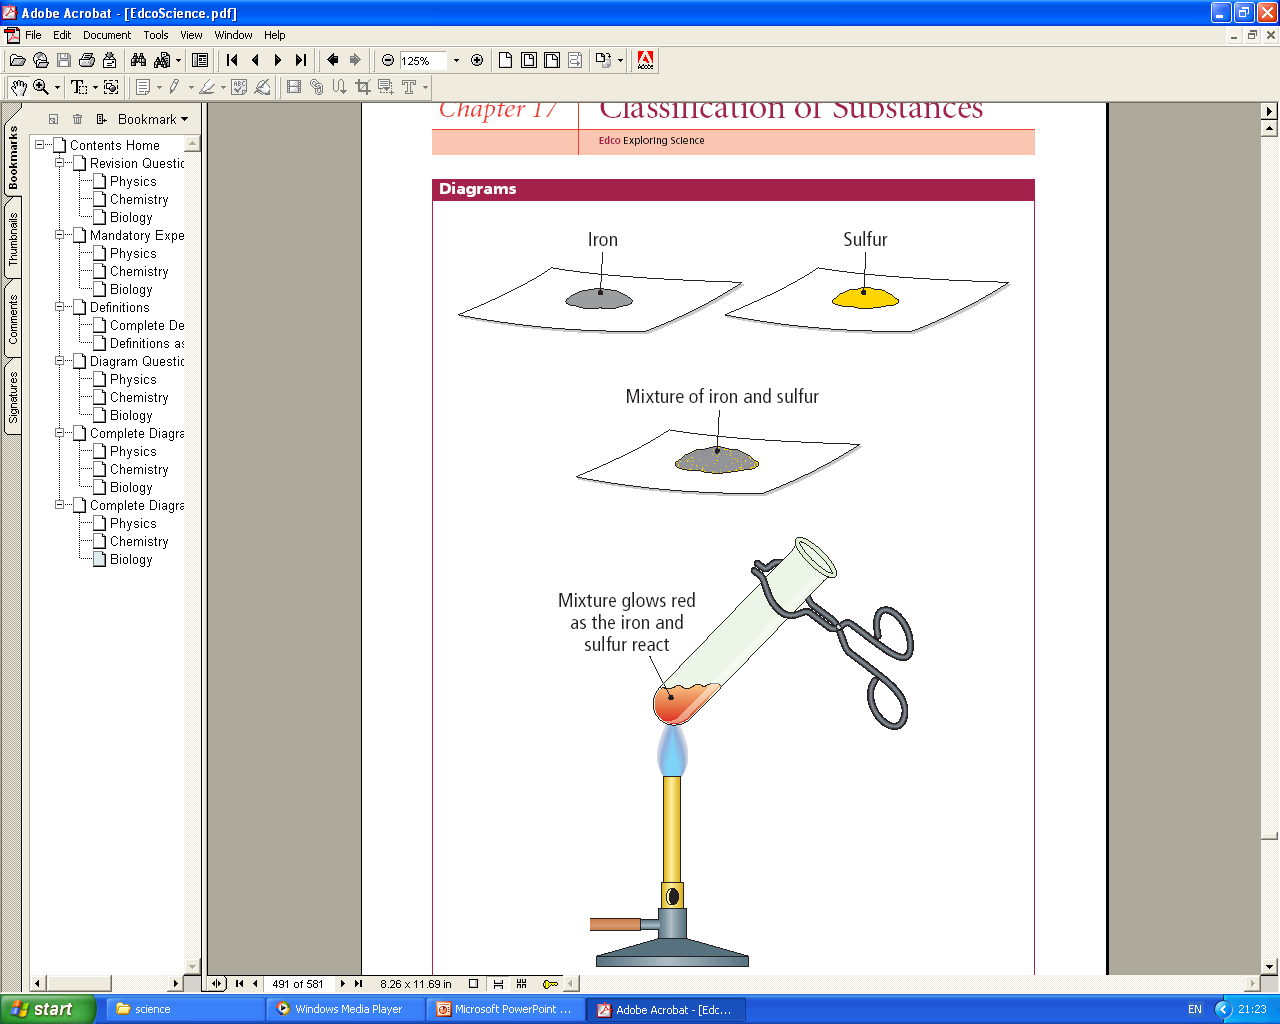 Adobe Acrobat - [EdcoScience.pdf]
File Edit Document Tools View Window Help
125%
Adobe
Bookmarks
Thumbnails
Comments
Signatures
Bookmark
Contents Home
Revision Questic
Physics
Chemistry
Biology
Mandatory Expe
Physics
Chemistry
Biology
Definitions
Complete De
Definitions as
Diagram Questic
Physics
Chemistry
Biology
Complete Diagra
Physics
Chemistry
Biology
Complete Diagra
Physics
Chemistry
Biology
Chapter 17 Classification of Substances
Edco Exploring Science
Diagrams
Iron
Sulfur
Mixture of iron and sulfur
Mixture glows red
as the iron and
sulfur react
491 of 581 8.26 x 11.69 in
start science Windows Media Player Microsoft PowerPoint ... Adobe Acrobat - [Edc... EN 21:23